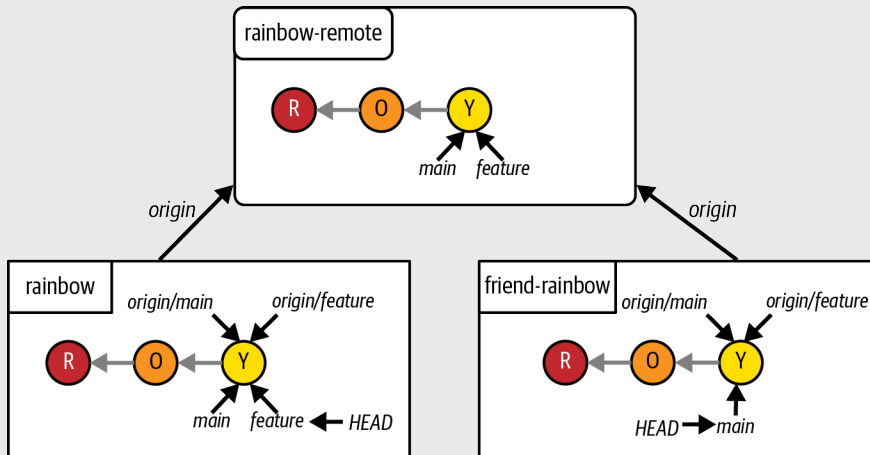 rainbow-remote
R O Y
main feature
origin origin
rainbow
origin/main origin/feature
R O Y
main feature HEAD
friend-rainbow
origin/main origin/feature
R O Y
HEAD main